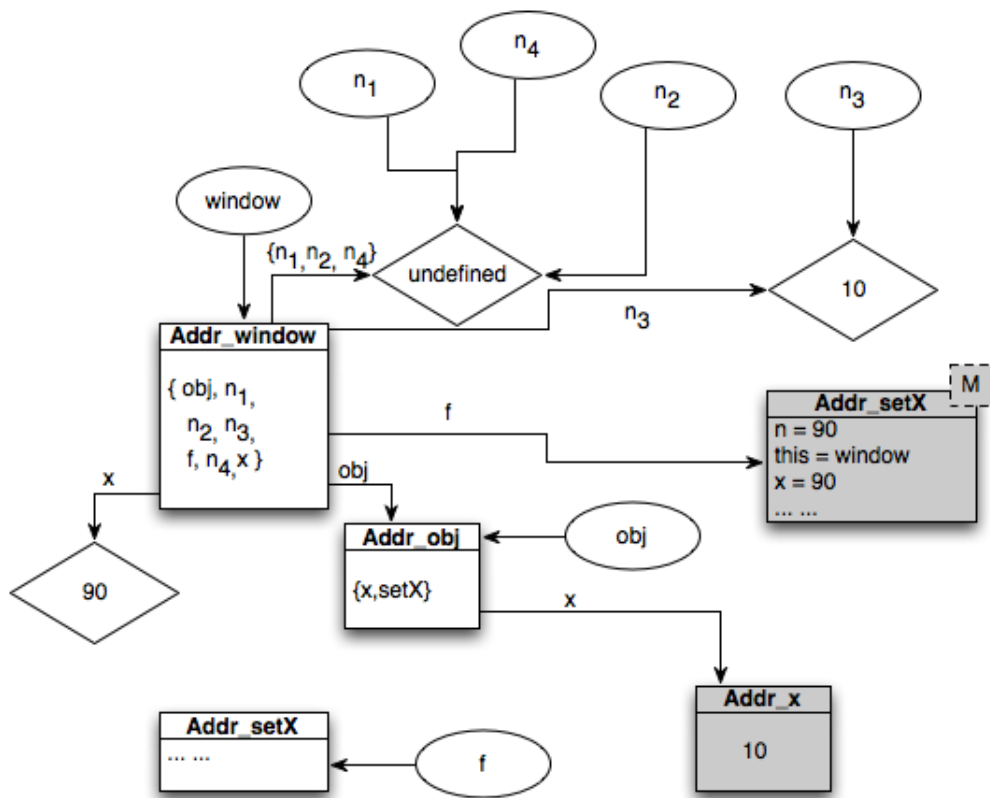 n4
n1
n2
n3
window
{n1,n2, n4}
undefined
10
n3
Addr_window
{ obj, n1,
n2, n3,
f, n4,x }
M
Addr_setX
n = 90
this = window
x = 90
... ...
f
x
obj
90
Addr_obj
{x,setX}
obj
x
Addr_x
10
Addr_setX
... ...
f